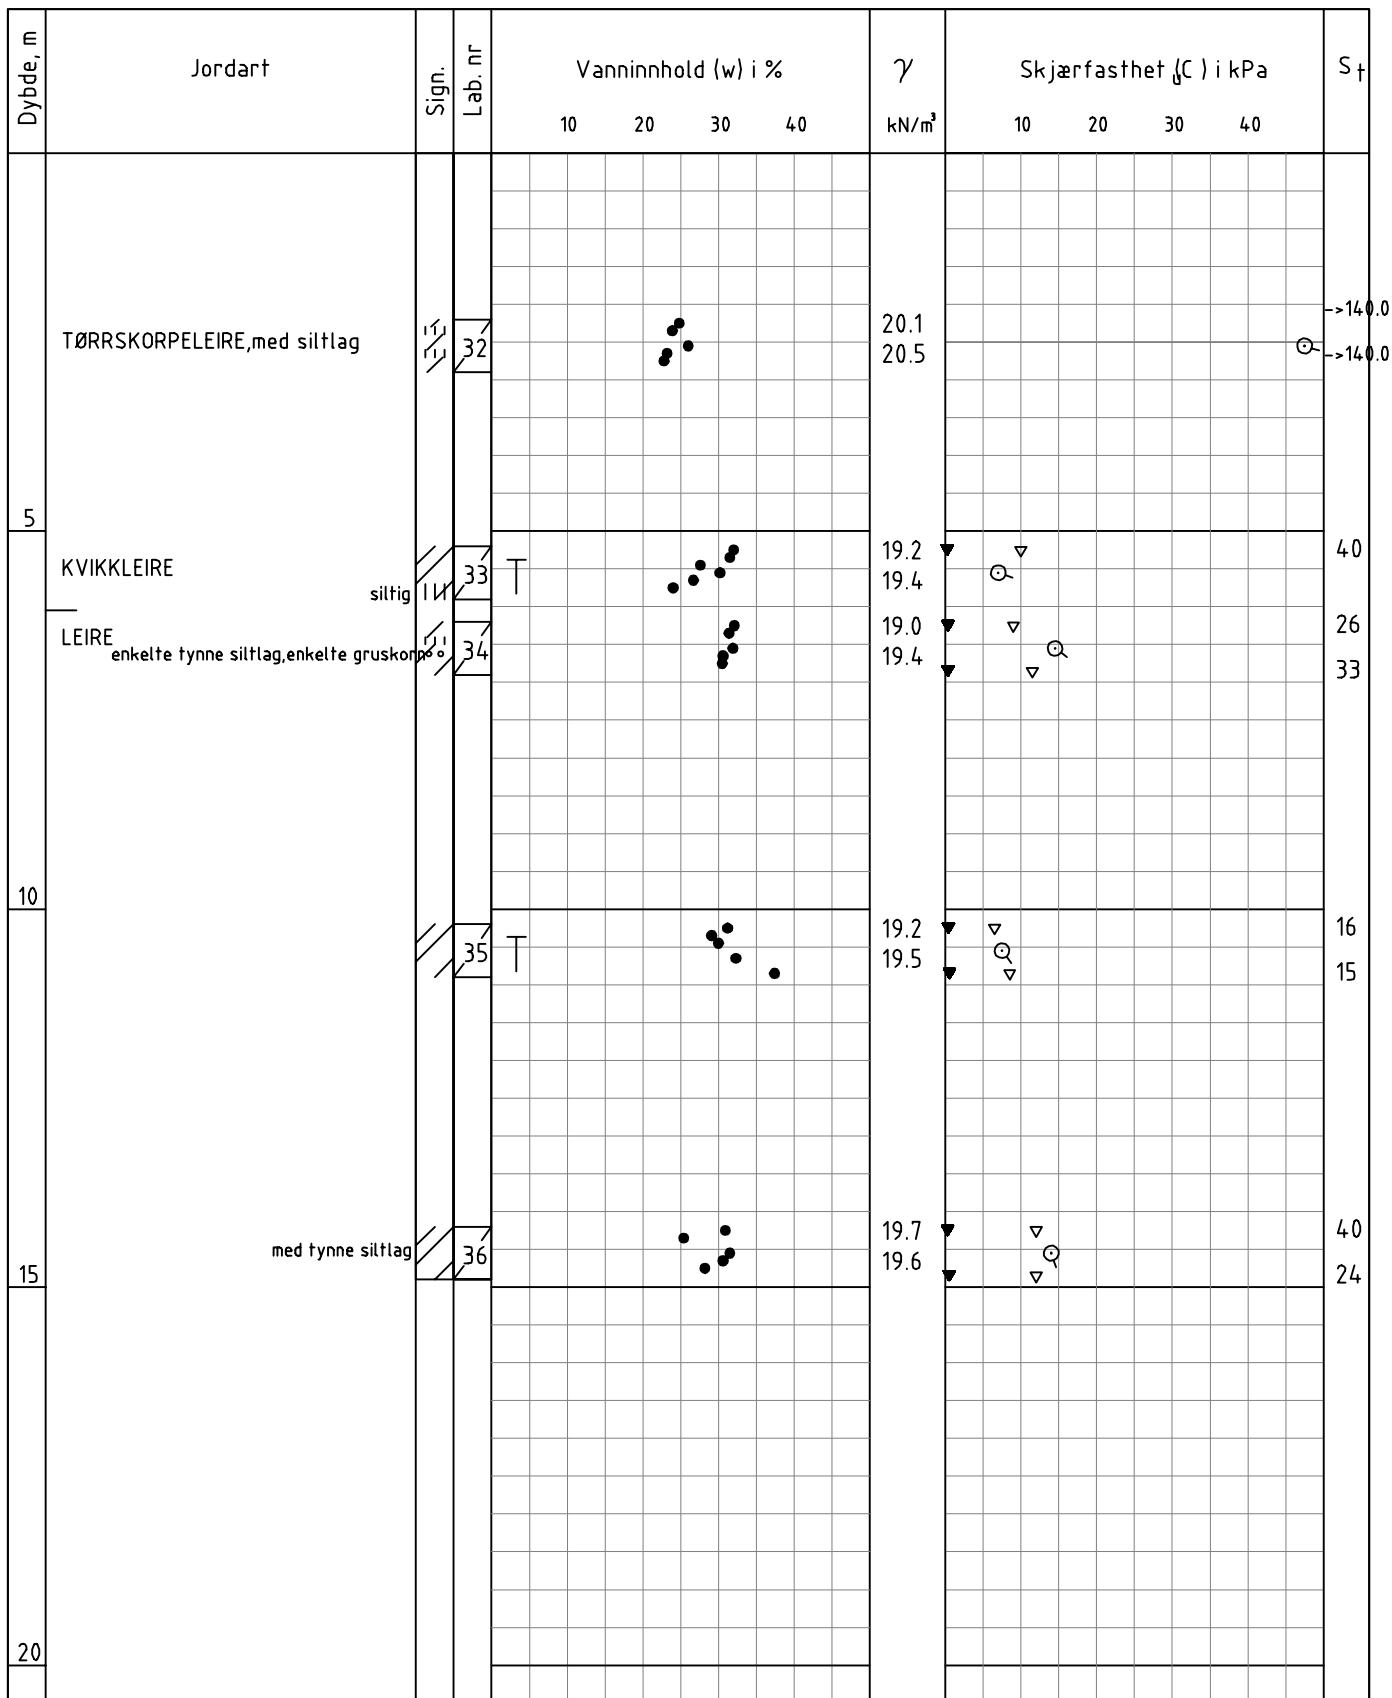 Dybde, m
Jordart
Sign.
Lab. nr
Vanninnhold (w) i %
γ
Skjærfasthet (Cu) i kPa
St
10 20 30 40
kN/m³
10 20 30 40
->140.0
20.1
TØRRSKORPELEIRE, med siltlag
32
20.5
->140.0
5
19.2
40
KVIKKLEIRE
33
T
19.4
siltig
19.0
26
LEIRE
enkelte tynne siltlag, enkelte gruskorn
34
19.4
33
10
19.2
16
35
T
19.5
15
19.7
40
med tynne siltlag
36
19.6
15
24
20